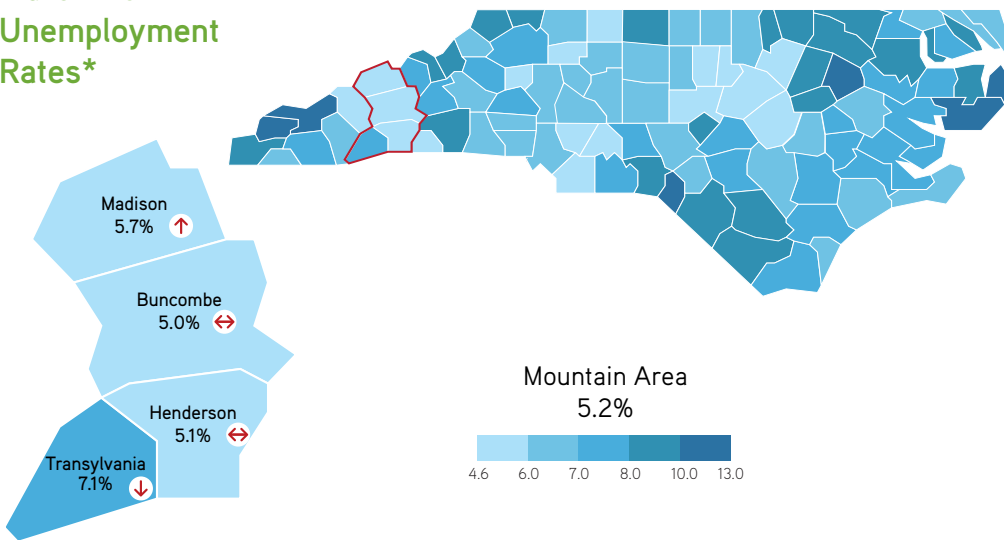 Unemployment
Rates*
Madison
5.7%
Buncombe
5.0%
Henderson
5.1%
Transylvania
7.1%
Mountain Area
5.2%
4.6 6.0 7.0 8.0 10.0 13.0